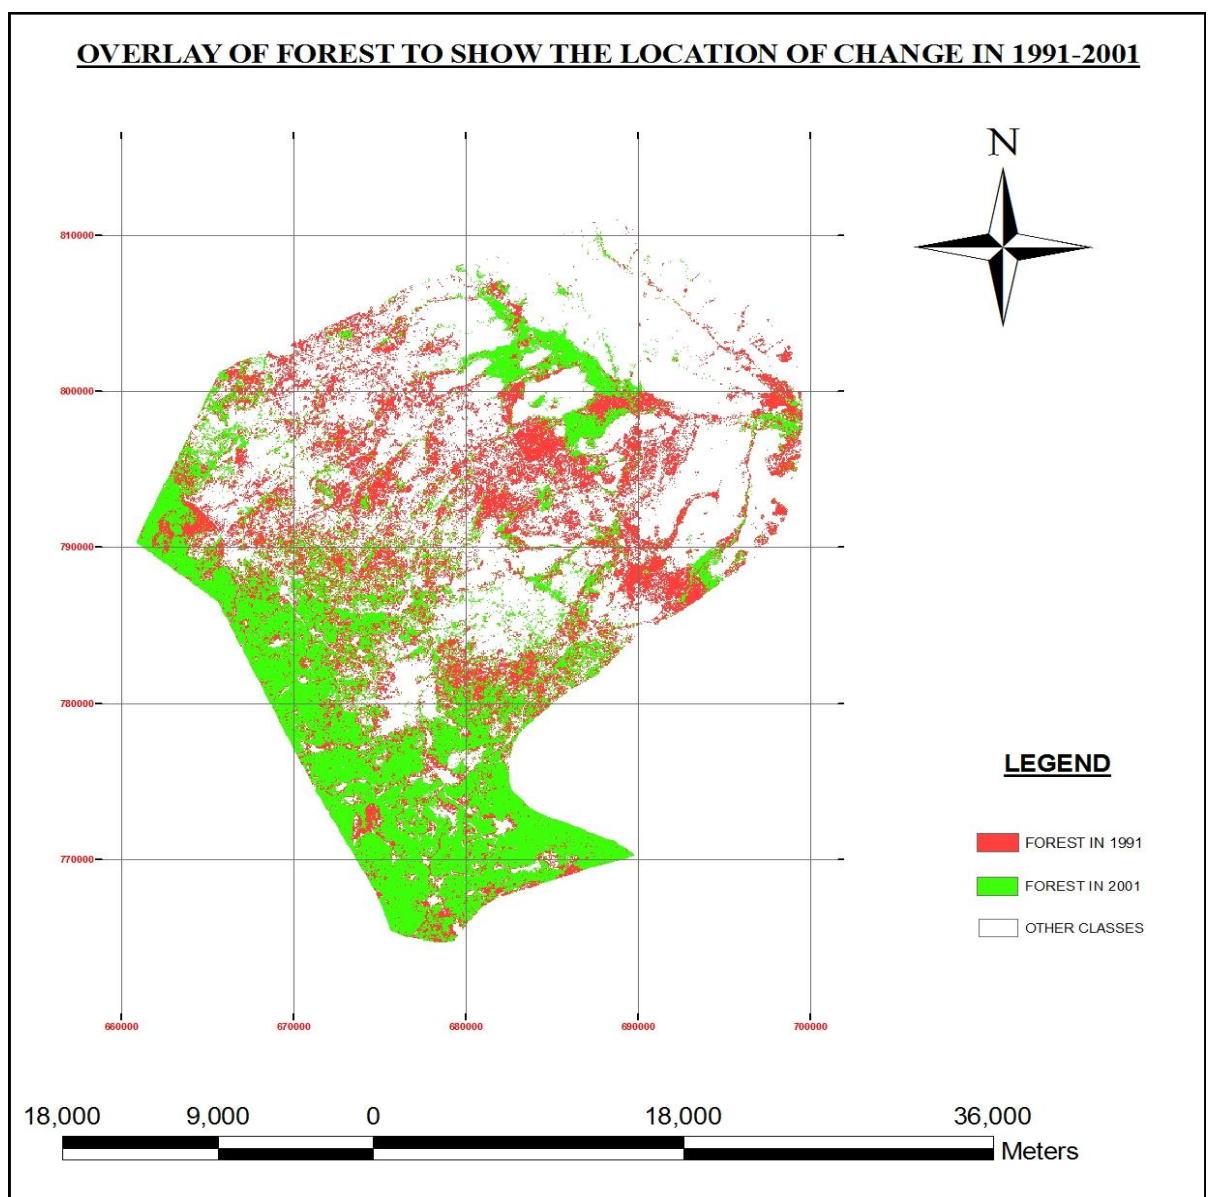 OVERLAY OF FOREST TO SHOW THE LOCATION OF CHANGE IN 1991-2001
N
810000
800000
790000
780000
770000
660000 670000 680000 690000 700000
LEGEND
FOREST IN 1991
FOREST IN 2001
OTHER CLASSES
18,000 9,000 0 18,000 36,000
Meters